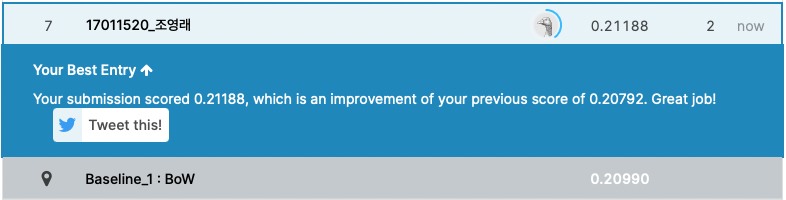 7 17011520_조영래 0.21188 2 now
Your Best Entry ↑
Your submission scored 0.21188, which is an improvement of your previous score of 0.20792. Great job!
Tweet this!
Baseline_1 : BoW 0.20990